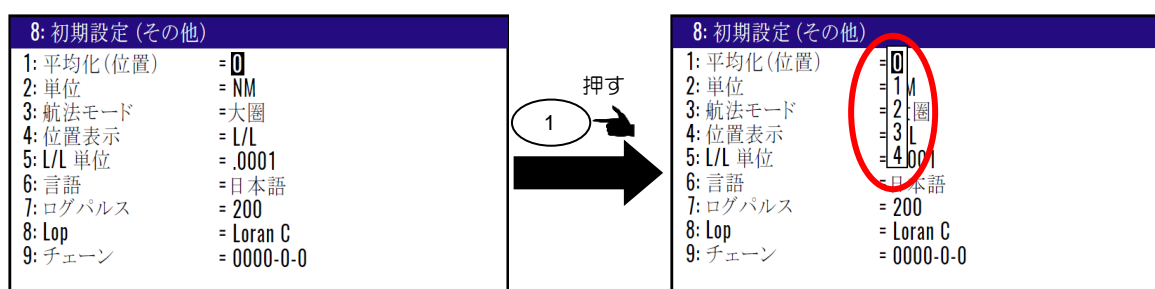 8: 初期設定 (その他)
1: 平均化(位置) = 0
2: 単位 = NM
3: 航法モード =大圏
4: 位置表示 = L/L
5: L/L 単位 = .0001
6: 言語 =日本語
7: ログパルス = 200
8: Lop = Loran C
9: チェーン = 0000-0-0
押す
1
8: 初期設定 (その他)
1: 平均化(位置) = 0
2: 単位 = 1 M
3: 航法モード = 2 圏
4: 位置表示 = 3 L
5: L/L 単位 = 4 001
6: 言語 =日本語
7: ログパルス = 200
8: Lop = Loran C
9: チェーン = 0000-0-0